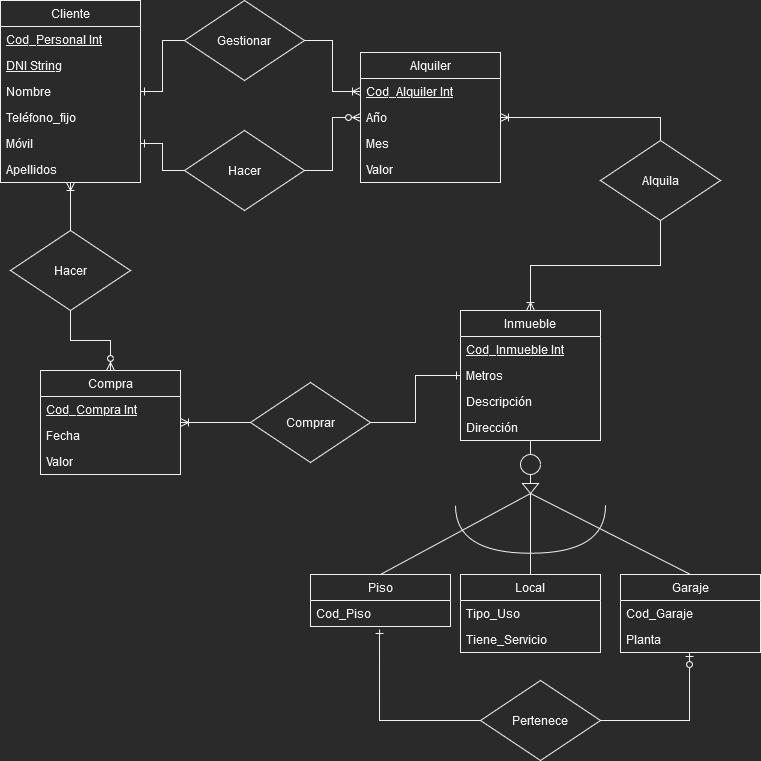 Cliente
Cod_Personal Int
DNI String
Nombre
Teléfono_fijo
Móvil
Apellidos
Gestionar
Hacer
Alquiler
Cod_Alquiler Int
Año
Mes
Valor
Alquila
Hacer
Compra
Cod_Compra Int
Fecha
Valor
Comprar
Inmueble
Cod_Inmueble Int
Metros
Descripción
Dirección
Piso
Cod_Piso
Local
Tipo_Uso
Tiene_Servicio
Garaje
Cod_Garaje
Planta
Pertenece